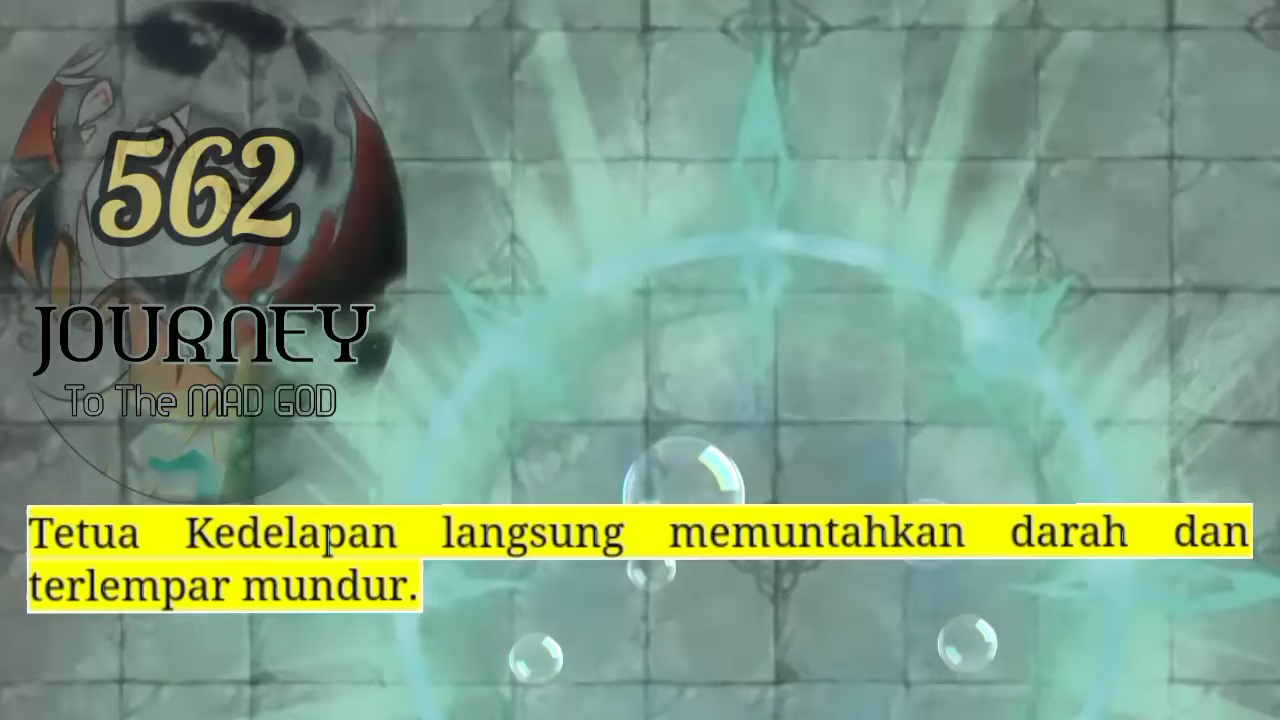 562
JOURNEY
To The MAD GOD
Tetua Kedelapan langsung memuntahkan darah dan
terlempar mundur.